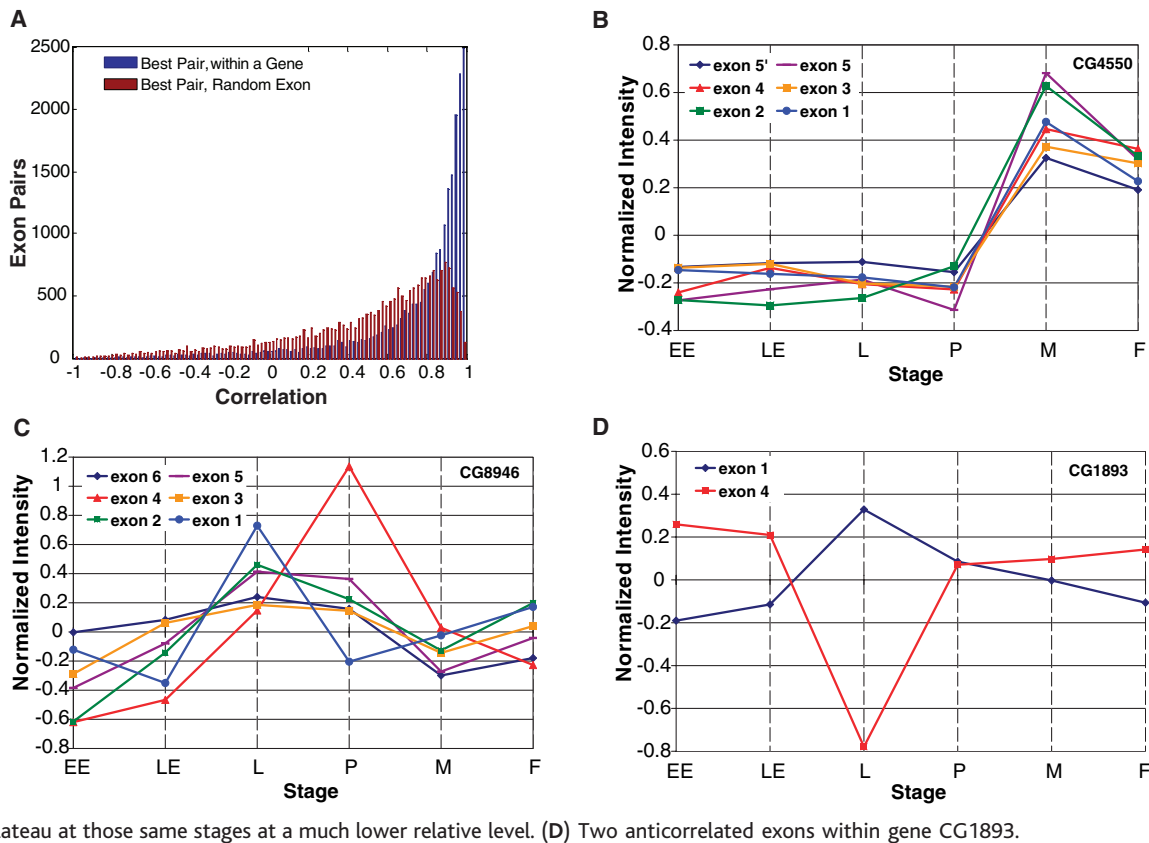 A
2500
2000
1500
1000
500
0
Exon Pairs
Best Pair, within a Gene
Best Pair, Random Exon
-1 -0.8 -0.6 -0.4 -0.2 0 0.2 0.4 0.6 0.8 1
Correlation
B
0.8
0.6
0.4
0.2
0
-0.2
-0.4
Normalized Intensity
exon 5' exon 5
exon 4 exon 3
exon 2 exon 1
CG4550
EE LE L P M F
Stage
C
1.2
1
0.8
0.6
0.4
0.2
0
-0.2
-0.4
-0.6
-0.8
Normalized Intensity
exon 6 exon 5
exon 4 exon 3
exon 2 exon 1
CG8946
EE LE L P M F
Stage
D
0.6
0.4
0.2
0
-0.2
-0.4
-0.6
-0.8
Normalized Intensity
exon 1
exon 4
CG1893
EE LE L P M F
Stage
lateau at those same stages at a much lower relative level. (D) Two anticorrelated exons within gene CG1893.